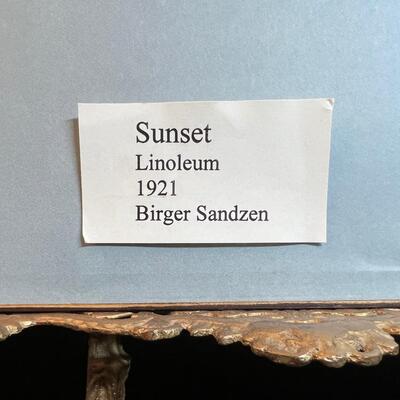 Sunset
Linoleum
1921
Birger Sandzen